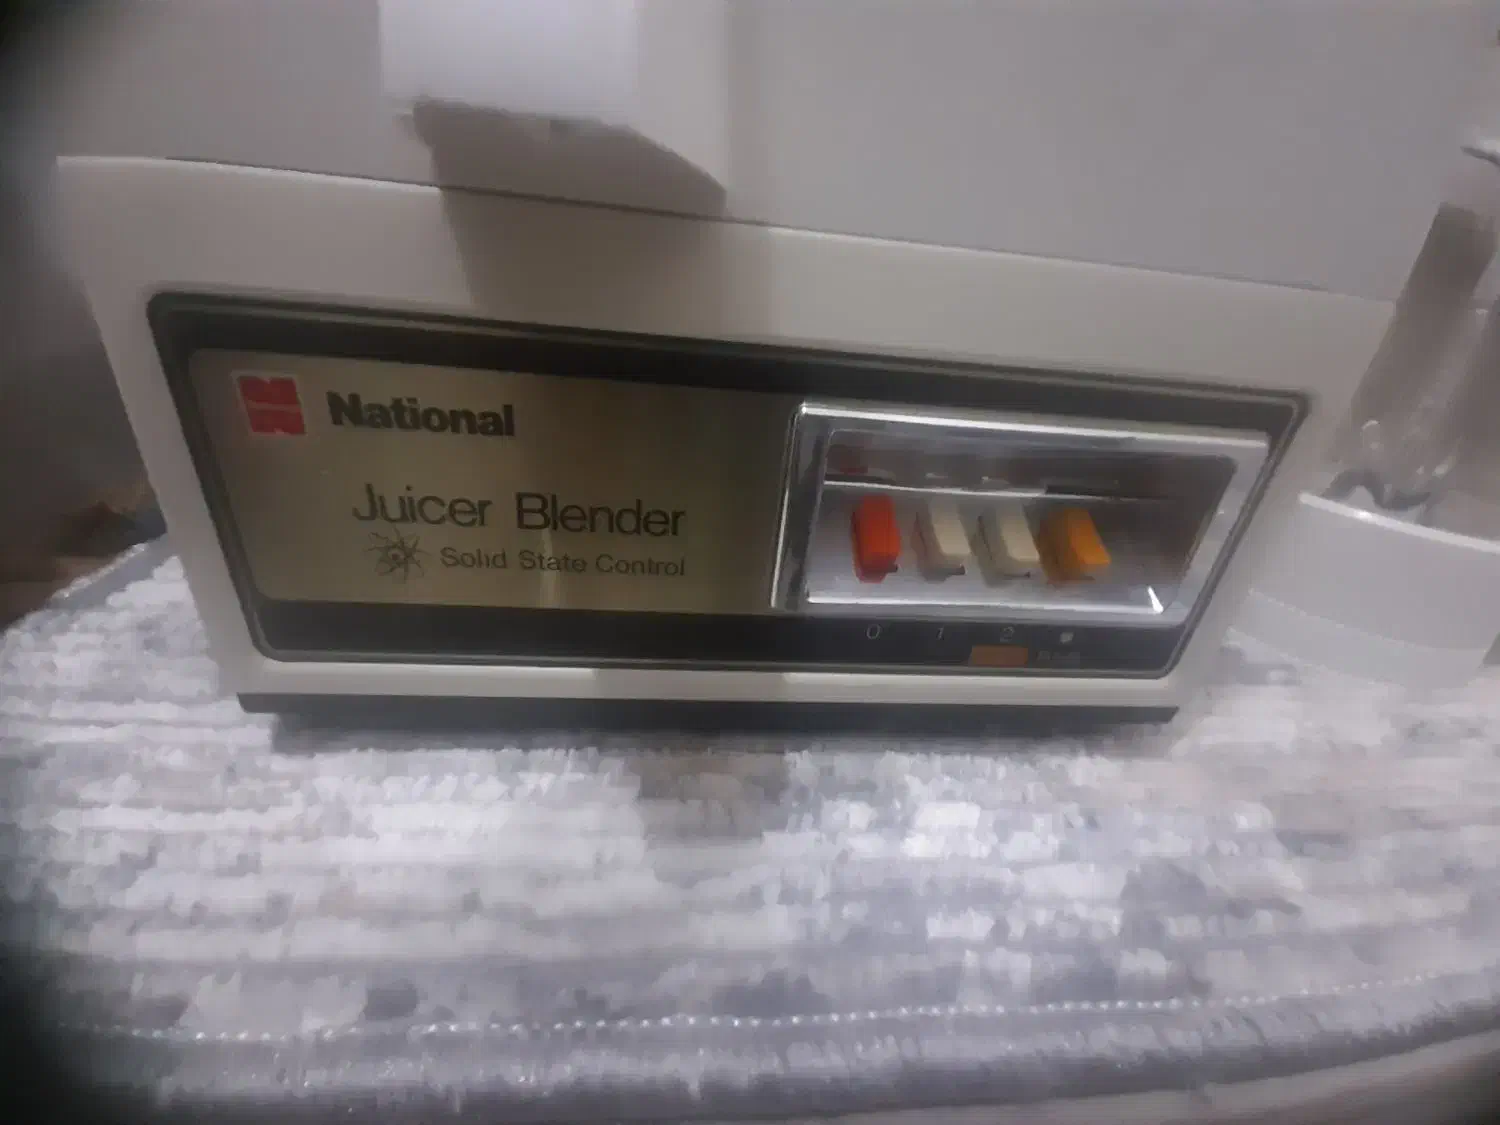 National
Juicer Blender
Solid State Control
0 1 2